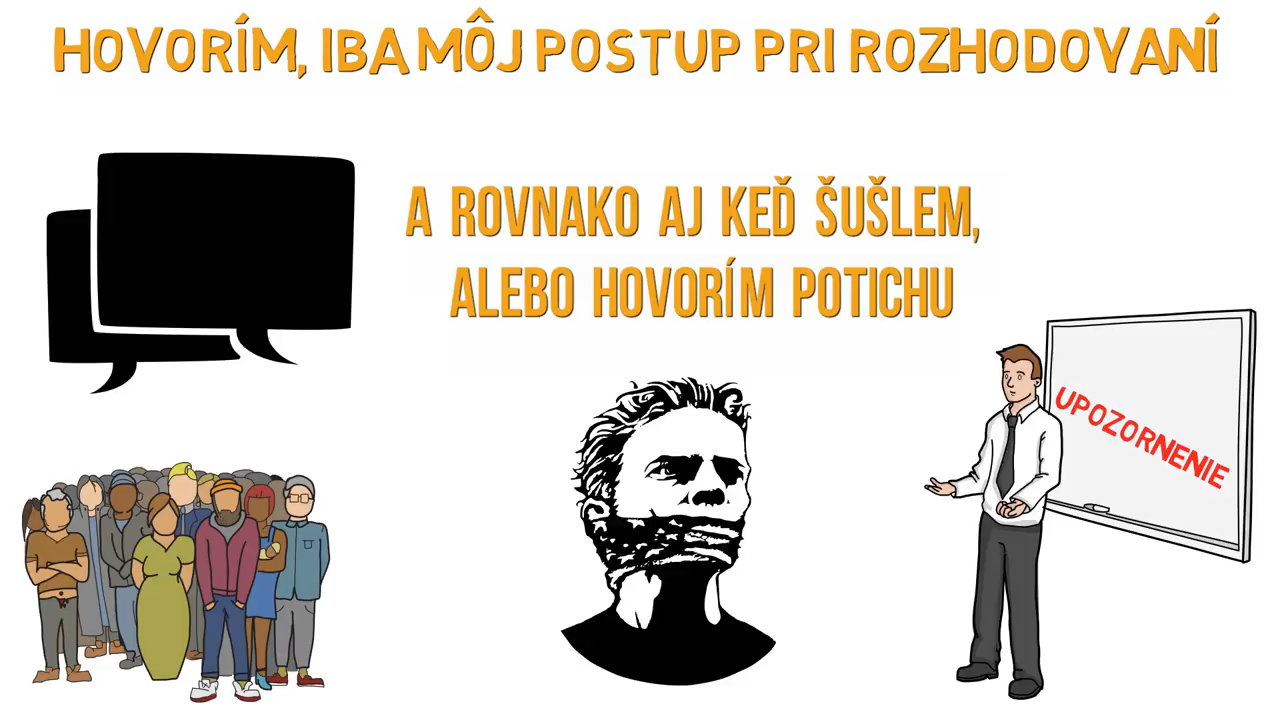 HOVORÍM, IBA MÔJ POSTUP PRI ROZHODOVANÍ
A ROVNAKO AJ KEĎ ŠUŠLEM,
ALEBO HOVORÍM POTICHU
UPOZORNENIE